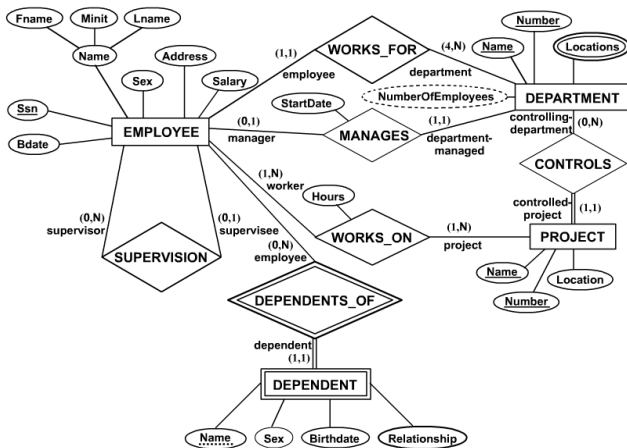 Fname
Minit
Lname
Name
Sex
Address
Salary
Ssn
Bdate
EMPLOYEE
(1,1)
employee
WORKS_FOR
(4,N)
department
Name
Number
Locations
NumberOfEmployees
DEPARTMENT
StartDate
(0,1)
manager
MANAGES
(1,1)
department-
managed
controlling-
department
(0,N)
CONTROLS
controlled-
project
(1,1)
PROJECT
Name
Number
Location
(1,N)
worker
Hours
WORKS_ON
(1,N)
project
(0,N)
supervisor
(0,1)
supervisee
SUPERVISION
(0,N)
employee
DEPENDENTS_OF
dependent
(1,1)
DEPENDENT
Name
Sex
Birthdate
Relationship